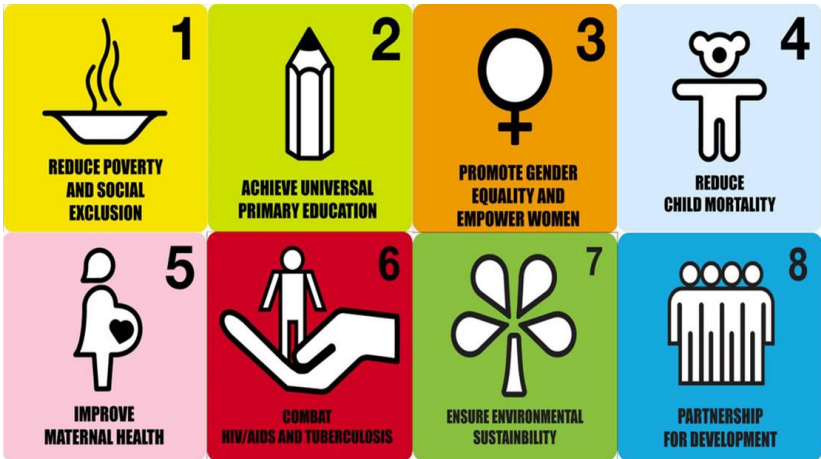 1
REDUCE POVERTY
AND SOCIAL
EXCLUSION
2
ACHIEVE UNIVERSAL
PRIMARY EDUCATION
3
PROMOTE GENDER
EQUALITY AND
EMPOWER WOMEN
4
REDUCE
CHILD MORTALITY
5
IMPROVE
MATERNAL HEALTH
6
COMBAT
HIV/AIDS AND TUBERCULOSIS
7
ENSURE ENVIRONMENTAL
SUSTAINBILITY
8
PARTNERSHIP
FOR DEVELOPMENT